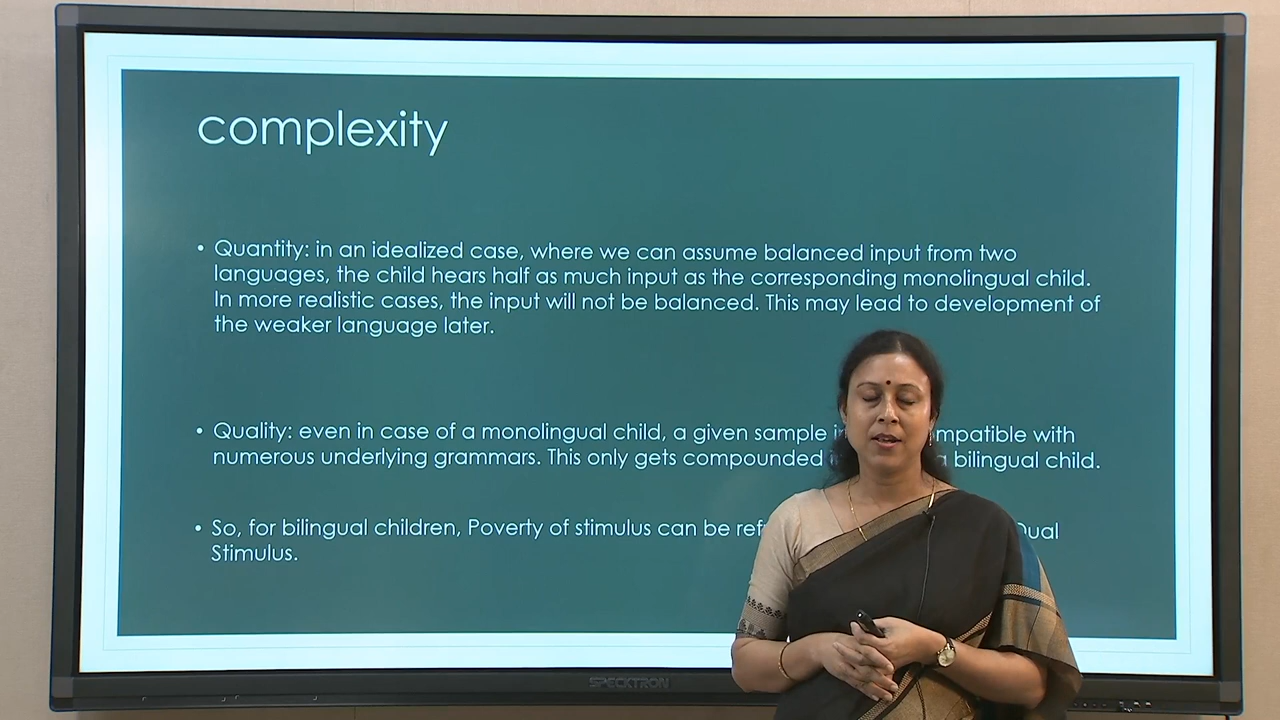 complexity
• Quantity: in an idealized case, where we can assume balanced input from two
languages, the child hears half as much input as the corresponding monolingual child.
In more realistic cases, the input will not be balanced. This may lead to development of
the weaker language later.
• Quality: even in case of a monolingual child, a given sample mpatible with
numerous underlying grammars. This only gets compounded a bilingual child.
• So, for bilingual children, Poverty of stimulus can be ref Dual
Stimulus.
SPECKTRON